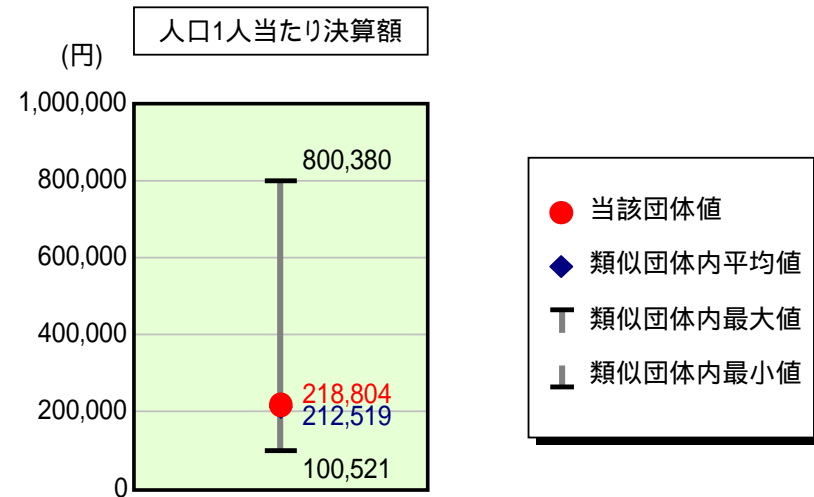 人口1人当たり決算額
(円)
1,000,000
800,000
600,000
400,000
200,000
0
800,380
218,804
212,519
100,521
当該団体値
類似団体内平均値
類似団体内最大値
類似団体内最小値